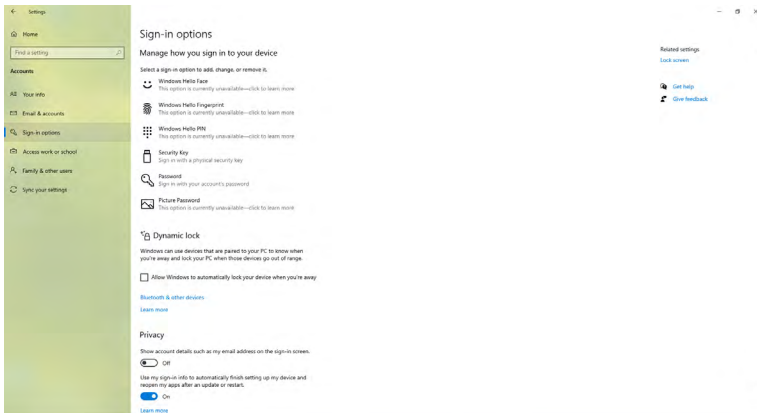 Settings
Home
Find a setting
Accounts
Your info
Email & accounts
Sign-in options
Access work or school
Family & other users
Sync your settings
Sign-in options
Manage how you sign in to your device
Select a sign-in option to add, change, or remove it.
Windows Hello Face
This option is currently unavailable—click to learn more
Windows Hello Fingerprint
This option is currently unavailable—click to learn more
Windows Hello PIN
This option is currently unavailable—click to learn more
Security Key
Sign in with a physical security key
Password
Sign in with your account's password
Picture Password
This option is currently unavailable—click to learn more
Dynamic lock
Windows can use devices that are paired to your PC to know when
you're away and lock your PC when those devices go out of range.
Allow Windows to automatically lock your device when you're away
Bluetooth & other devices
Learn more
Privacy
Show account details such as my email address on the sign-in screen.
Off
Use my sign-in info to automatically finish setting up my device and
reopen my apps after an update or restart.
On
Learn more
Related settings
Lock screen
Get help
Give feedback